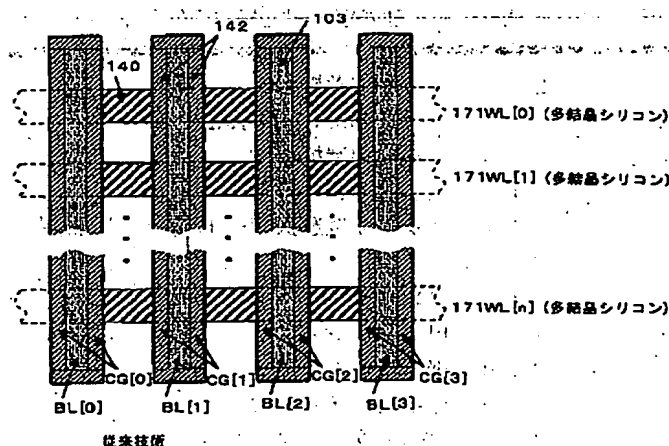 103
142
140
171WL[0] (多結晶シリコン)
171WL[1] (多結晶シリコン)
171WL[n] (多結晶シリコン)
CG[0] CG[1] CG[2] CG[3]
BL[0] BL[1] BL[2] BL[3]
従来技術